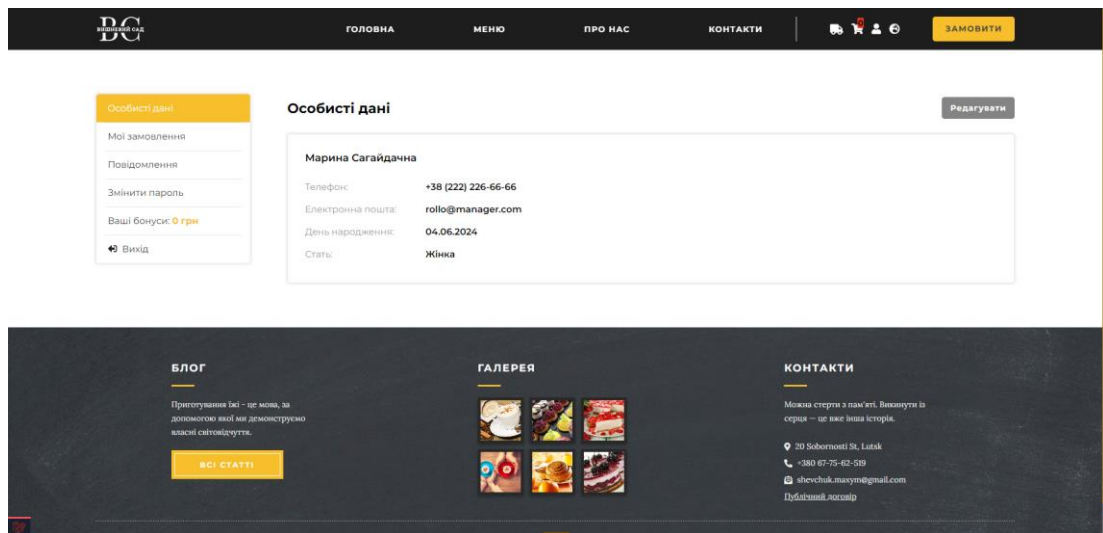 ВС
ВИШНЕВИЙ САД
ГОЛОВНА
МЕНЮ
ПРО НАС
КОНТАКТИ
0
ЗАМОВИТИ
Особисті дані
Мої замовлення
Повідомлення
Змінити пароль
Ваші бонуси: 0 грн
Вихід
Особисті дані
Редагувати
Марина Сагайдачна
Телефон: +38 (222) 226-66-66
Електронна пошта: rollo@manager.com
День народження: 04.06.2024
Стать: Жінка
БЛОГ
Приготування їжі - це мова, за
допомогою якої ми демонструємо
власні світовідчуття.
ВСІ СТАТТІ
ГАЛЕРЕЯ
КОНТАКТИ
Можна стерти з пам'яті. Викинути із
серця — це вже інша історія.
20 Sobornosti St, Lutsk
+380 67-75-62-519
shevchuk.maxym@gmail.com
Публічний договір